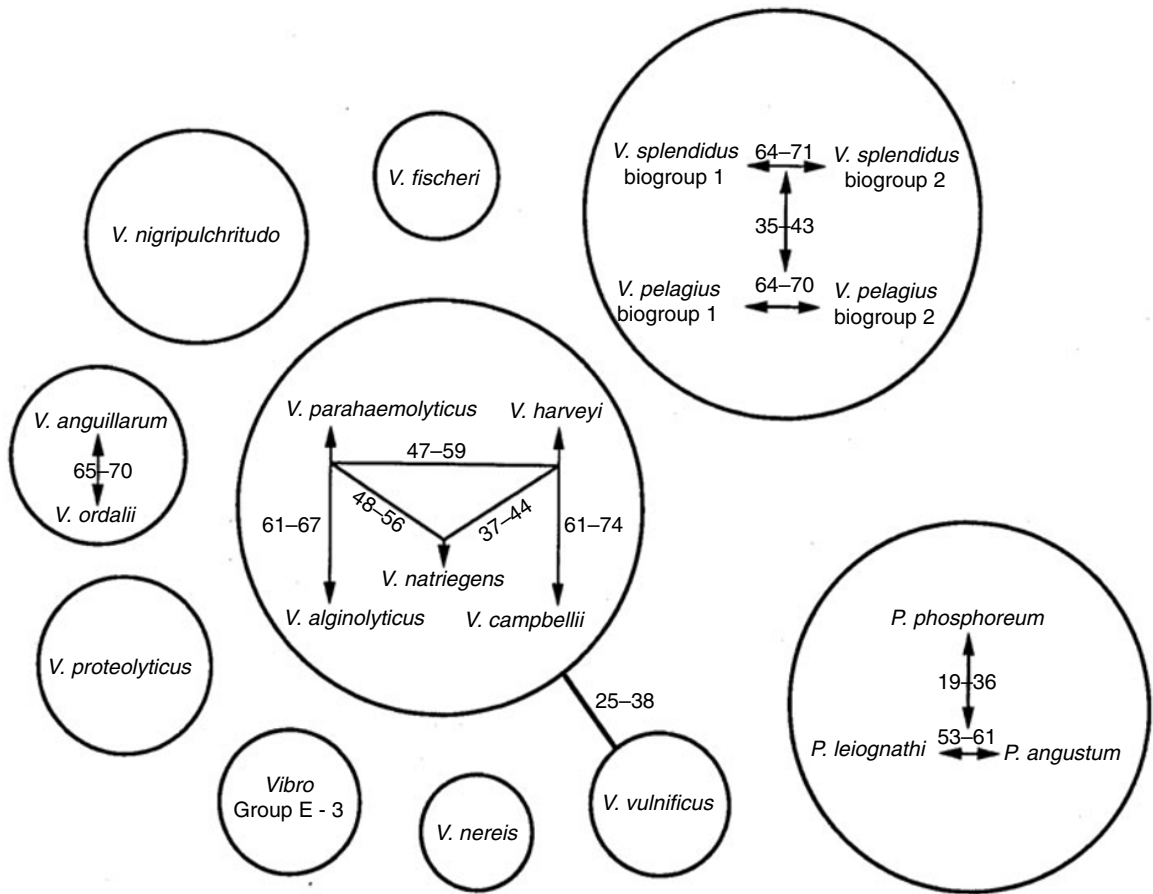 V. fischeri
V. nigripulchritudo
V. splendidus
biogroup 1
64–71
V. splendidus
biogroup 2
35–43
V. pelagius
biogroup 1
64–70
V. pelagius
biogroup 2
V. anguillarum
65–70
V. ordalii
V. parahaemolyticus
V. harveyi
47–59
48–56
37–44
61–67
61–74
V. natriegens
V. alginolyticus
V. campbellii
V. proteolyticus
25–38
Vibro
Group E - 3
V. nereis
V. vulnificus
P. phosphoreum
19–36
53–61
P. leiognathi
P. angustum